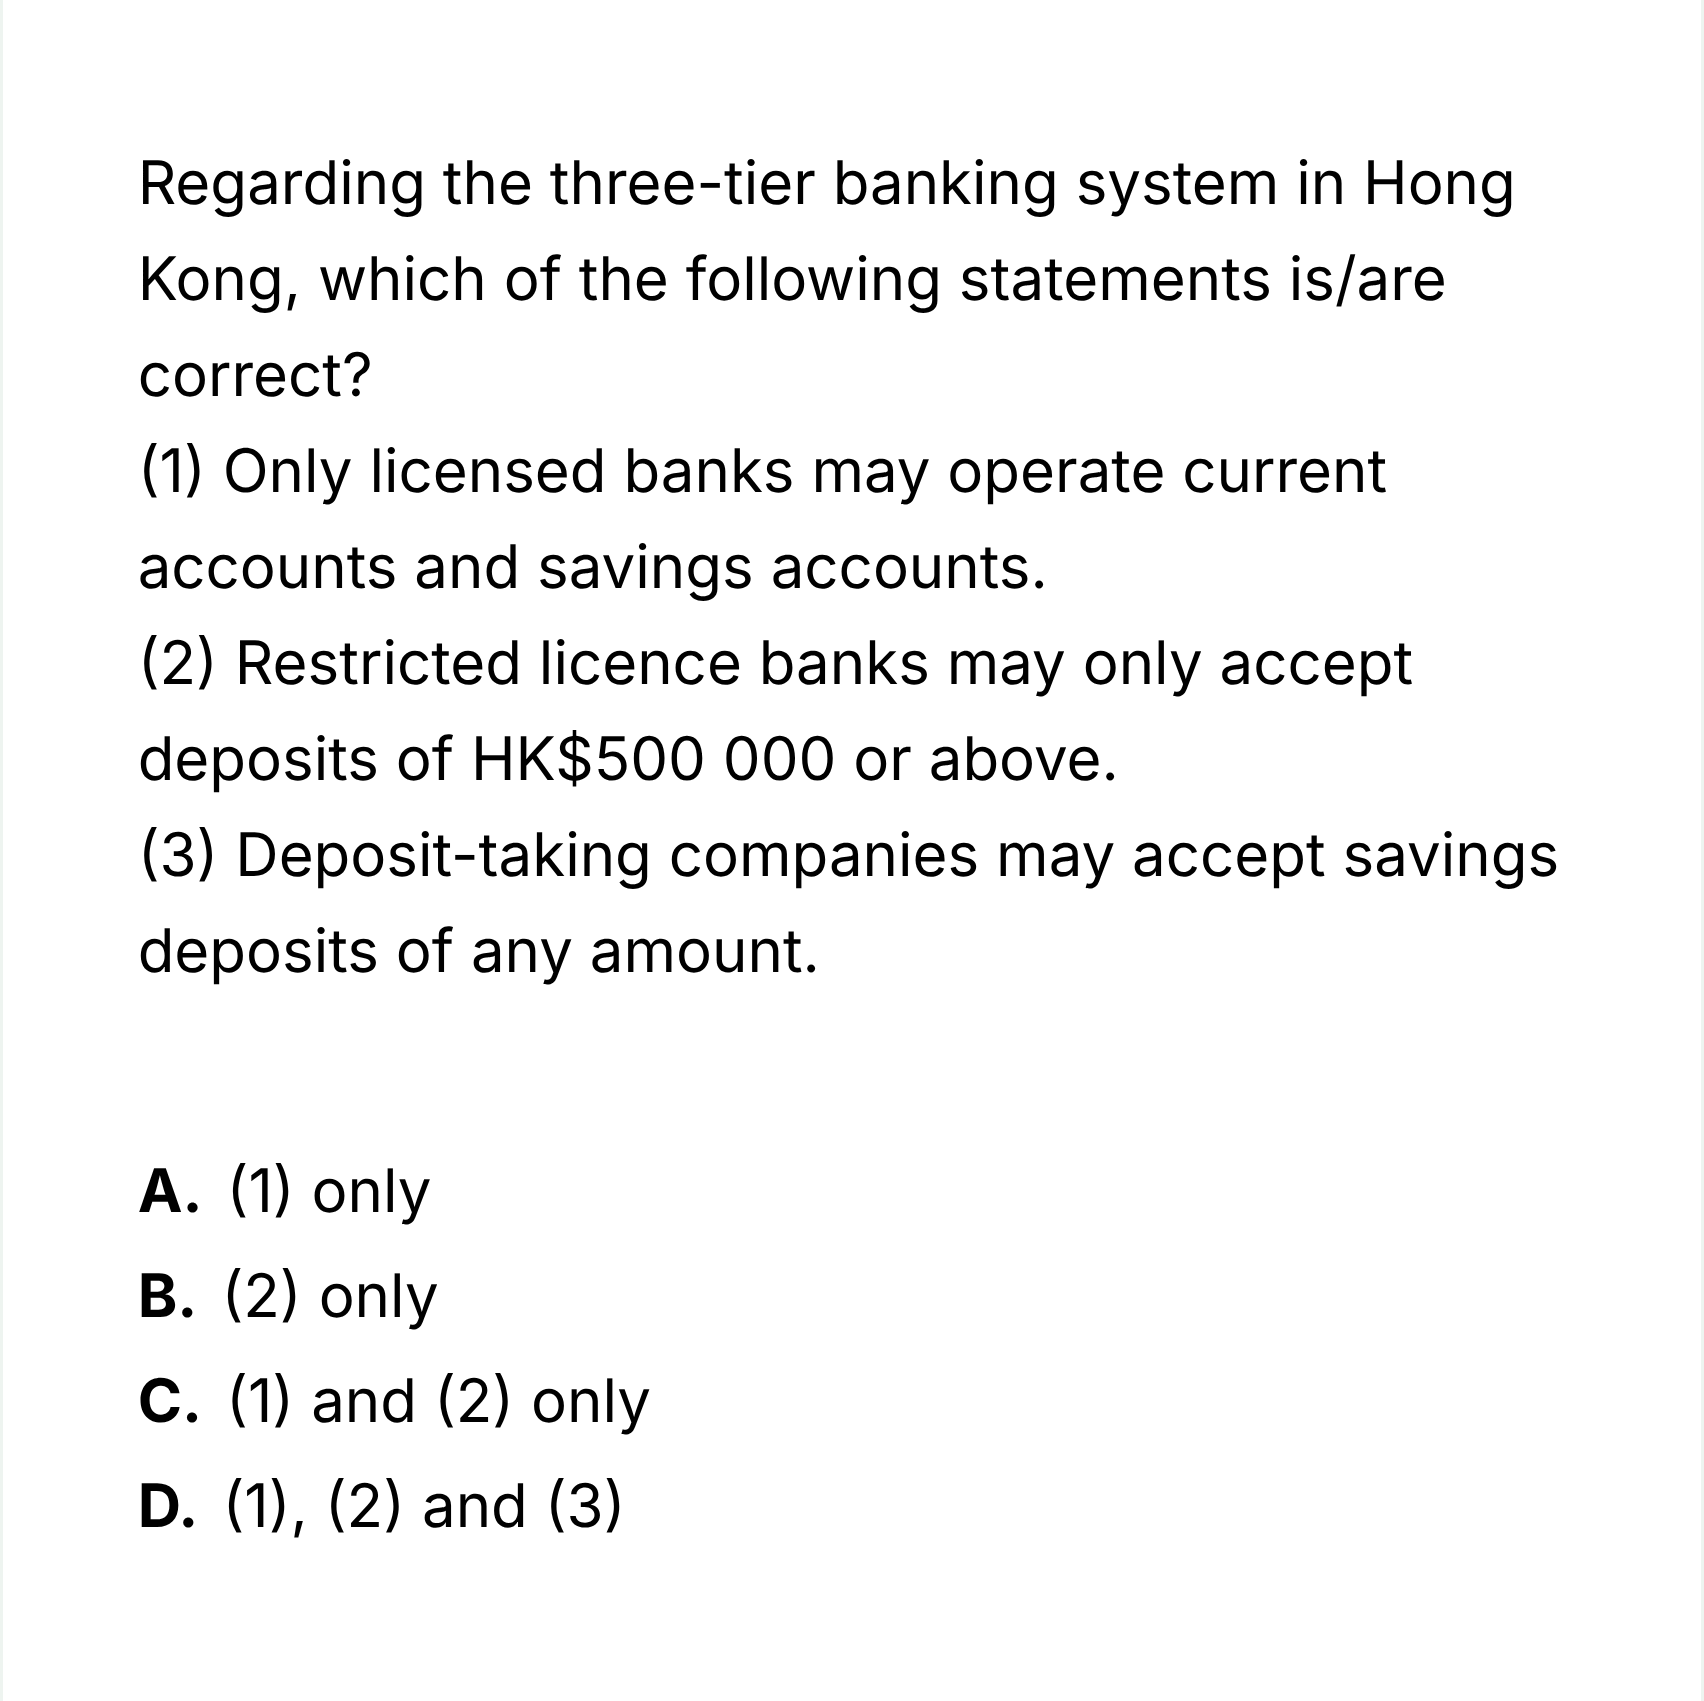 Regarding the three-tier banking system in Hong
Kong, which of the following statements is/are
correct?
(1) Only licensed banks may operate current
accounts and savings accounts.
(2) Restricted licence banks may only accept
deposits of HK$500 000 or above.
(3) Deposit-taking companies may accept savings
deposits of any amount.
A. (1) only
B. (2) only
C. (1) and (2) only
D. (1), (2) and (3)